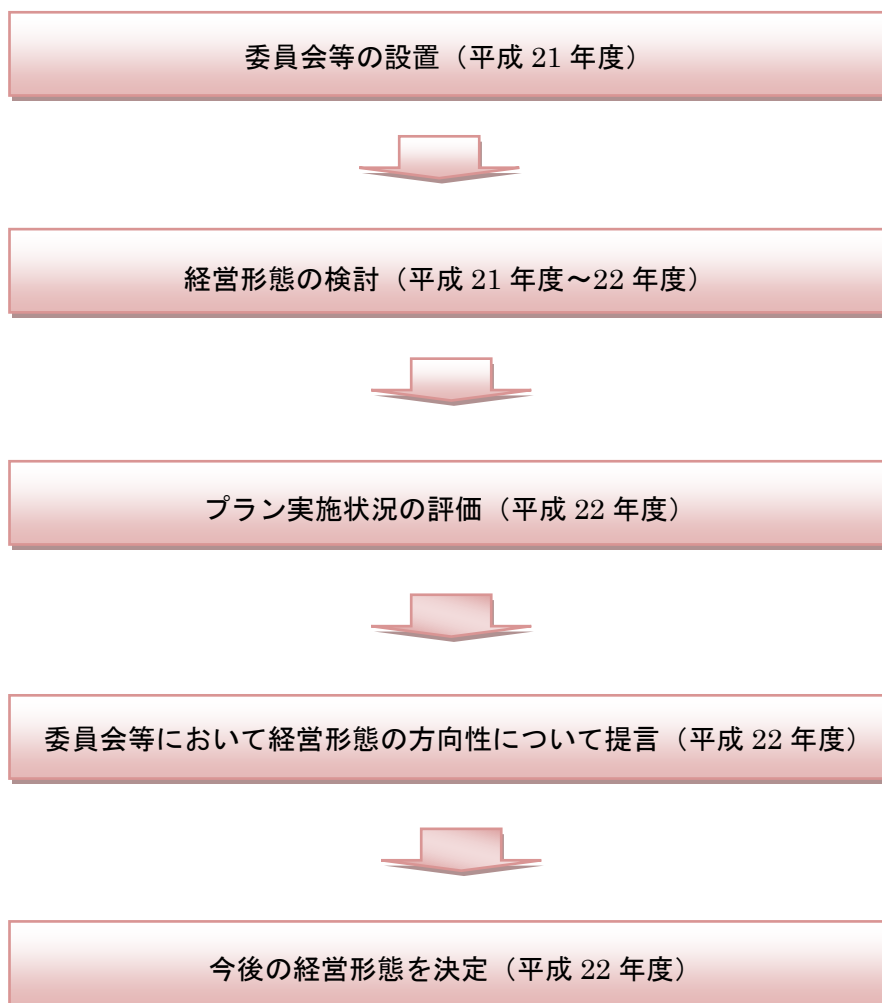 委員会等の設置（平成 21 年度）
経営形態の検討（平成 21 年度～22 年度）
プラン実施状況の評価（平成 22 年度）
委員会等において経営形態の方向性について提言（平成 22 年度）
今後の経営形態を決定（平成 22 年度）